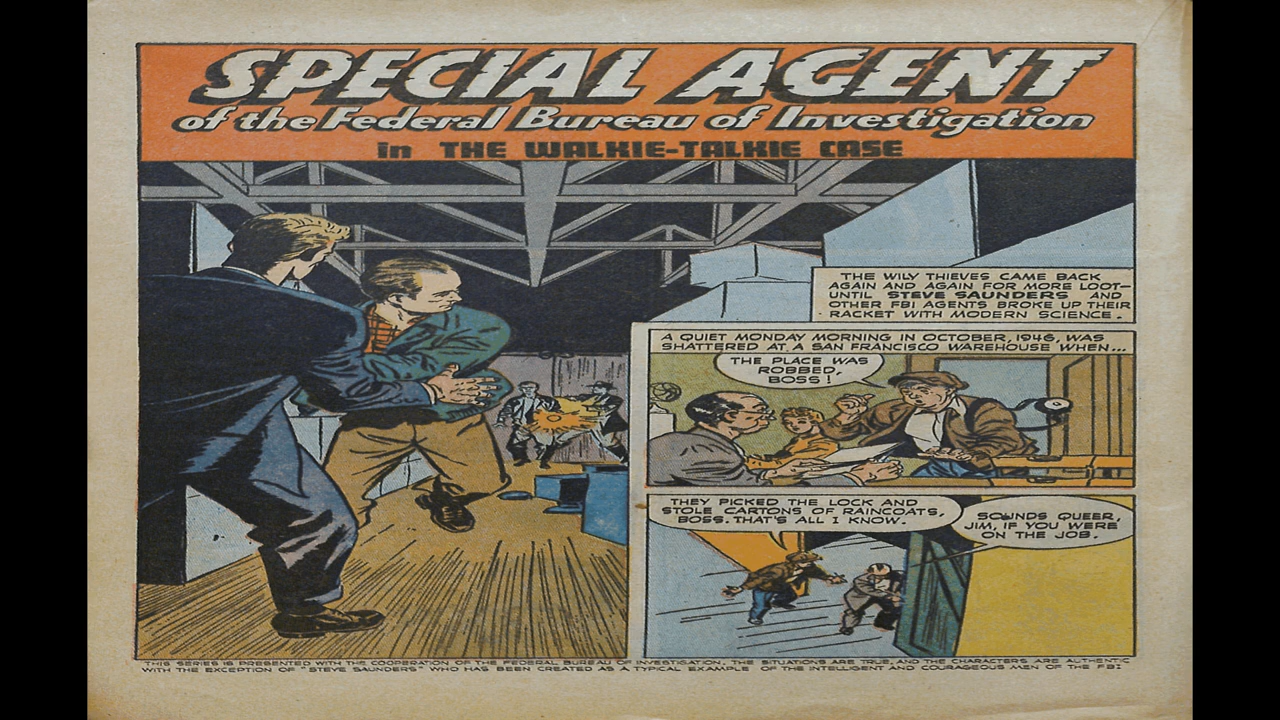 SPECIAL AGENT
of the Federal Bureau of Investigation
in THE WALKIE-TALKIE CASE
THE WILY THIEVES CAME BACK
AGAIN AND AGAIN FOR MORE LOOT—
UNTIL STEVE SAUNDERS AND
OTHER FBI AGENTS BROKE UP THEIR
RACKET WITH MODERN SCIENCE.
A QUIET MONDAY MORNING IN OCTOBER, 1946, WAS
SHATTERED AT A SAN FRANCISCO WAREHOUSE WHEN...
THE PLACE WAS
ROBBED,
BOSS!
THEY PICKED THE LOCK AND
STOLE CARTONS OF RAINCOATS,
BOSS. THAT'S ALL I KNOW.
SOUNDS QUEER,
JIM, IF YOU WERE
ON THE JOB.
THIS SERIES IS PRESENTED WITH THE COOPERATION OF THE FEDERAL BUREAU OF INVESTIGATION. THE SITUATIONS ARE TRUE, AND THE CHARACTERS ARE AUTHENTIC
WITH THE EXCEPTION OF "STEVE SAUNDERS" WHO HAS BEEN CREATED AS A TYPICAL EXAMPLE OF THE INTELLIGENT AND COURAGEOUS MEN OF THE FBI